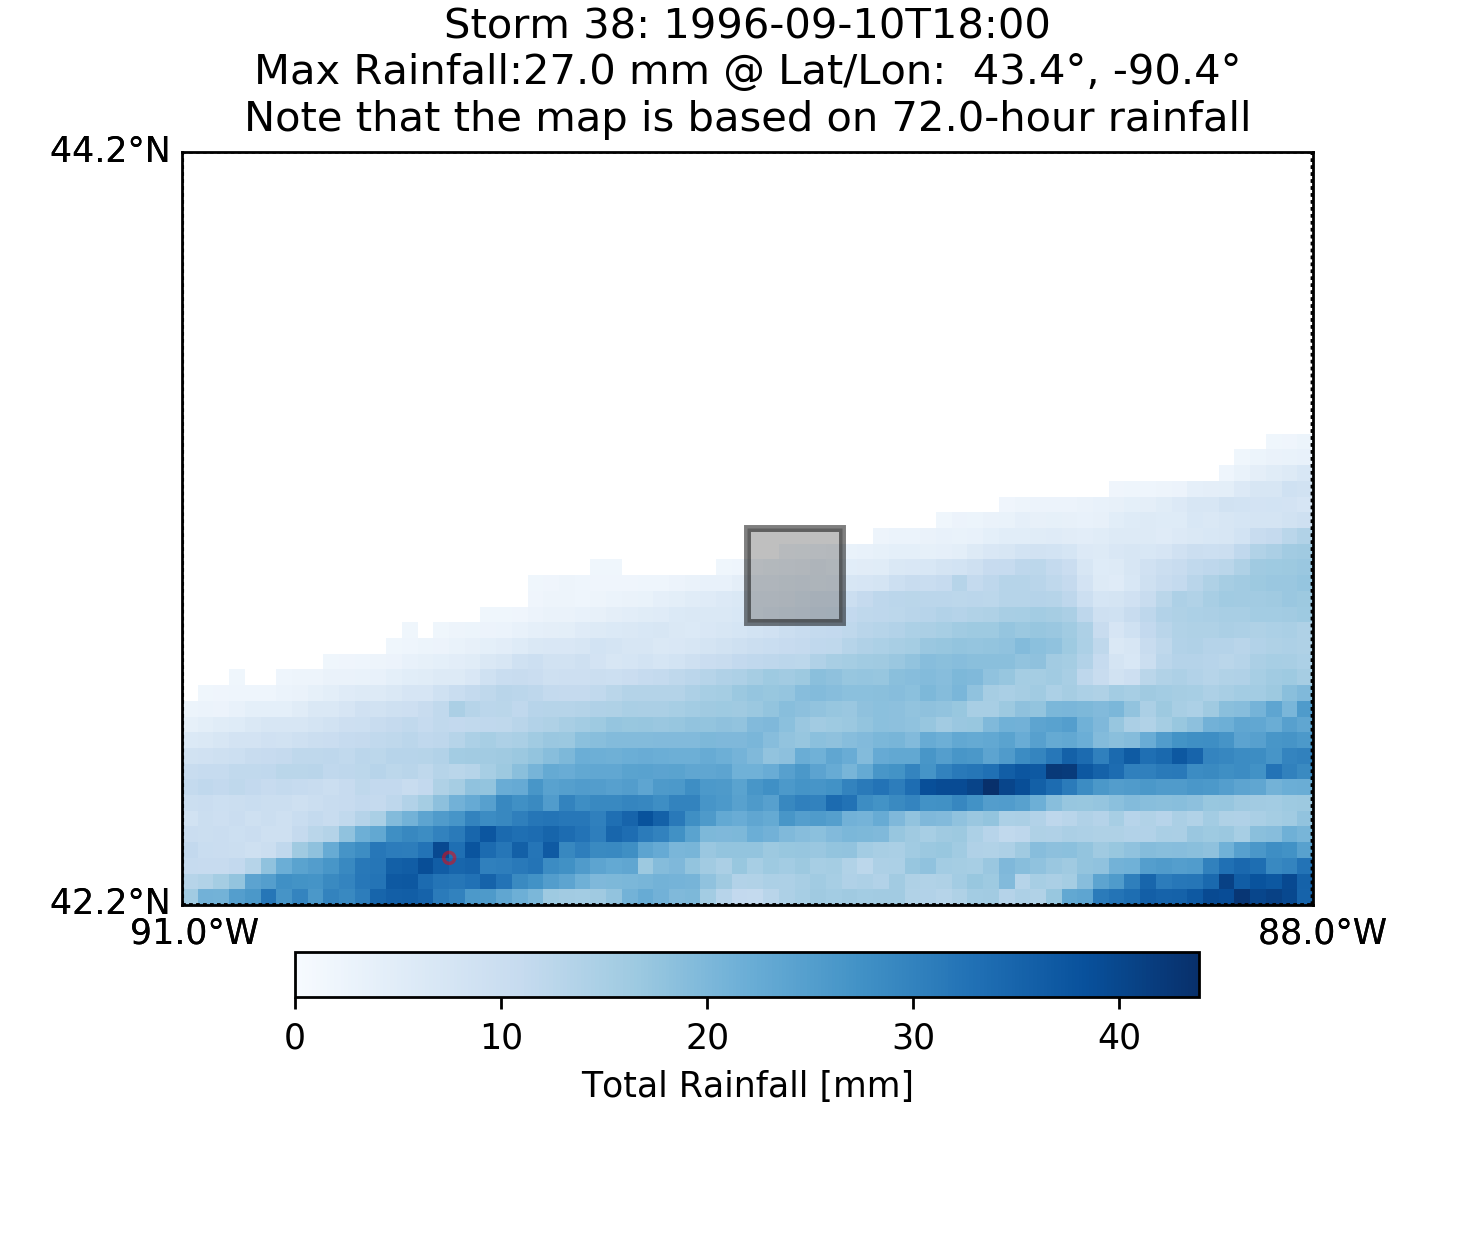 Storm 38: 1996-09-10T18:00
Max Rainfall:27.0 mm @ Lat/Lon:  43.4°, -90.4°
Note that the map is based on 72.0-hour rainfall
44.2°N
42.2°N
91.0°W 88.0°W
0 10 20 30 40
Total Rainfall [mm]